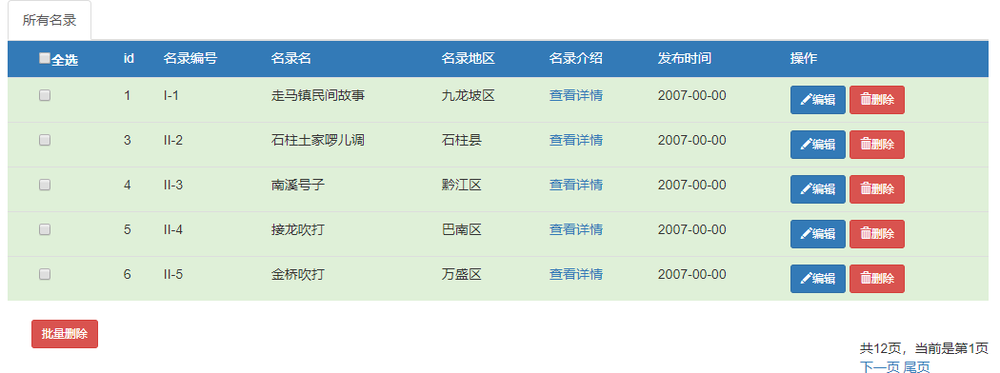 所有名录
全选 id 名录编号 名录名 名录地区 名录介绍 发布时间 操作
1 I-1 走马镇民间故事 九龙坡区 查看详情 2007-00-00 编辑 删除
3 II-2 石柱土家啰儿调 石柱县 查看详情 2007-00-00 编辑 删除
4 II-3 南溪号子 黔江区 查看详情 2007-00-00 编辑 删除
5 II-4 接龙吹打 巴南区 查看详情 2007-00-00 编辑 删除
6 II-5 金桥吹打 万盛区 查看详情 2007-00-00 编辑 删除
批量删除
共12页，当前是第1页
下一页 尾页